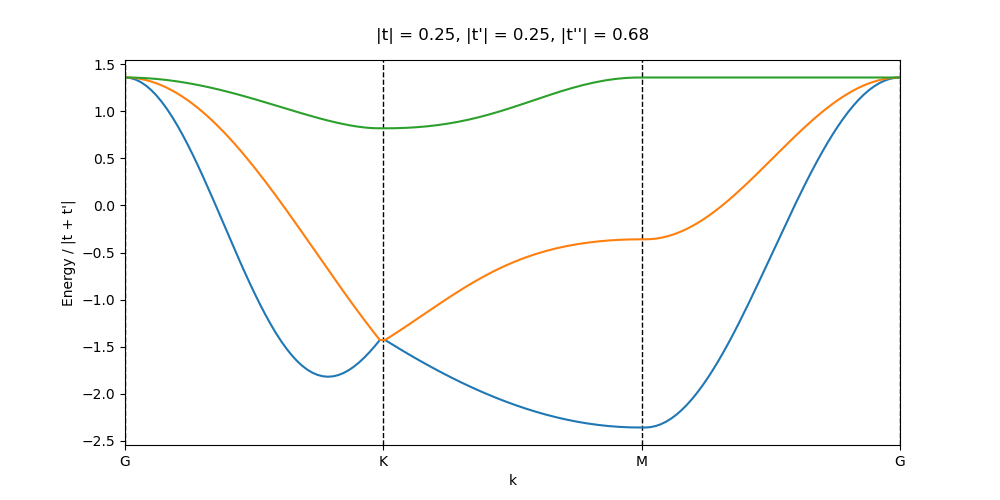 |t| = 0.25, |t'| = 0.25, |t''| = 0.68
Energy / |t + t'|
1.5
1.0
0.5
0.0
−0.5
−1.0
−1.5
−2.0
−2.5
G K M G
k